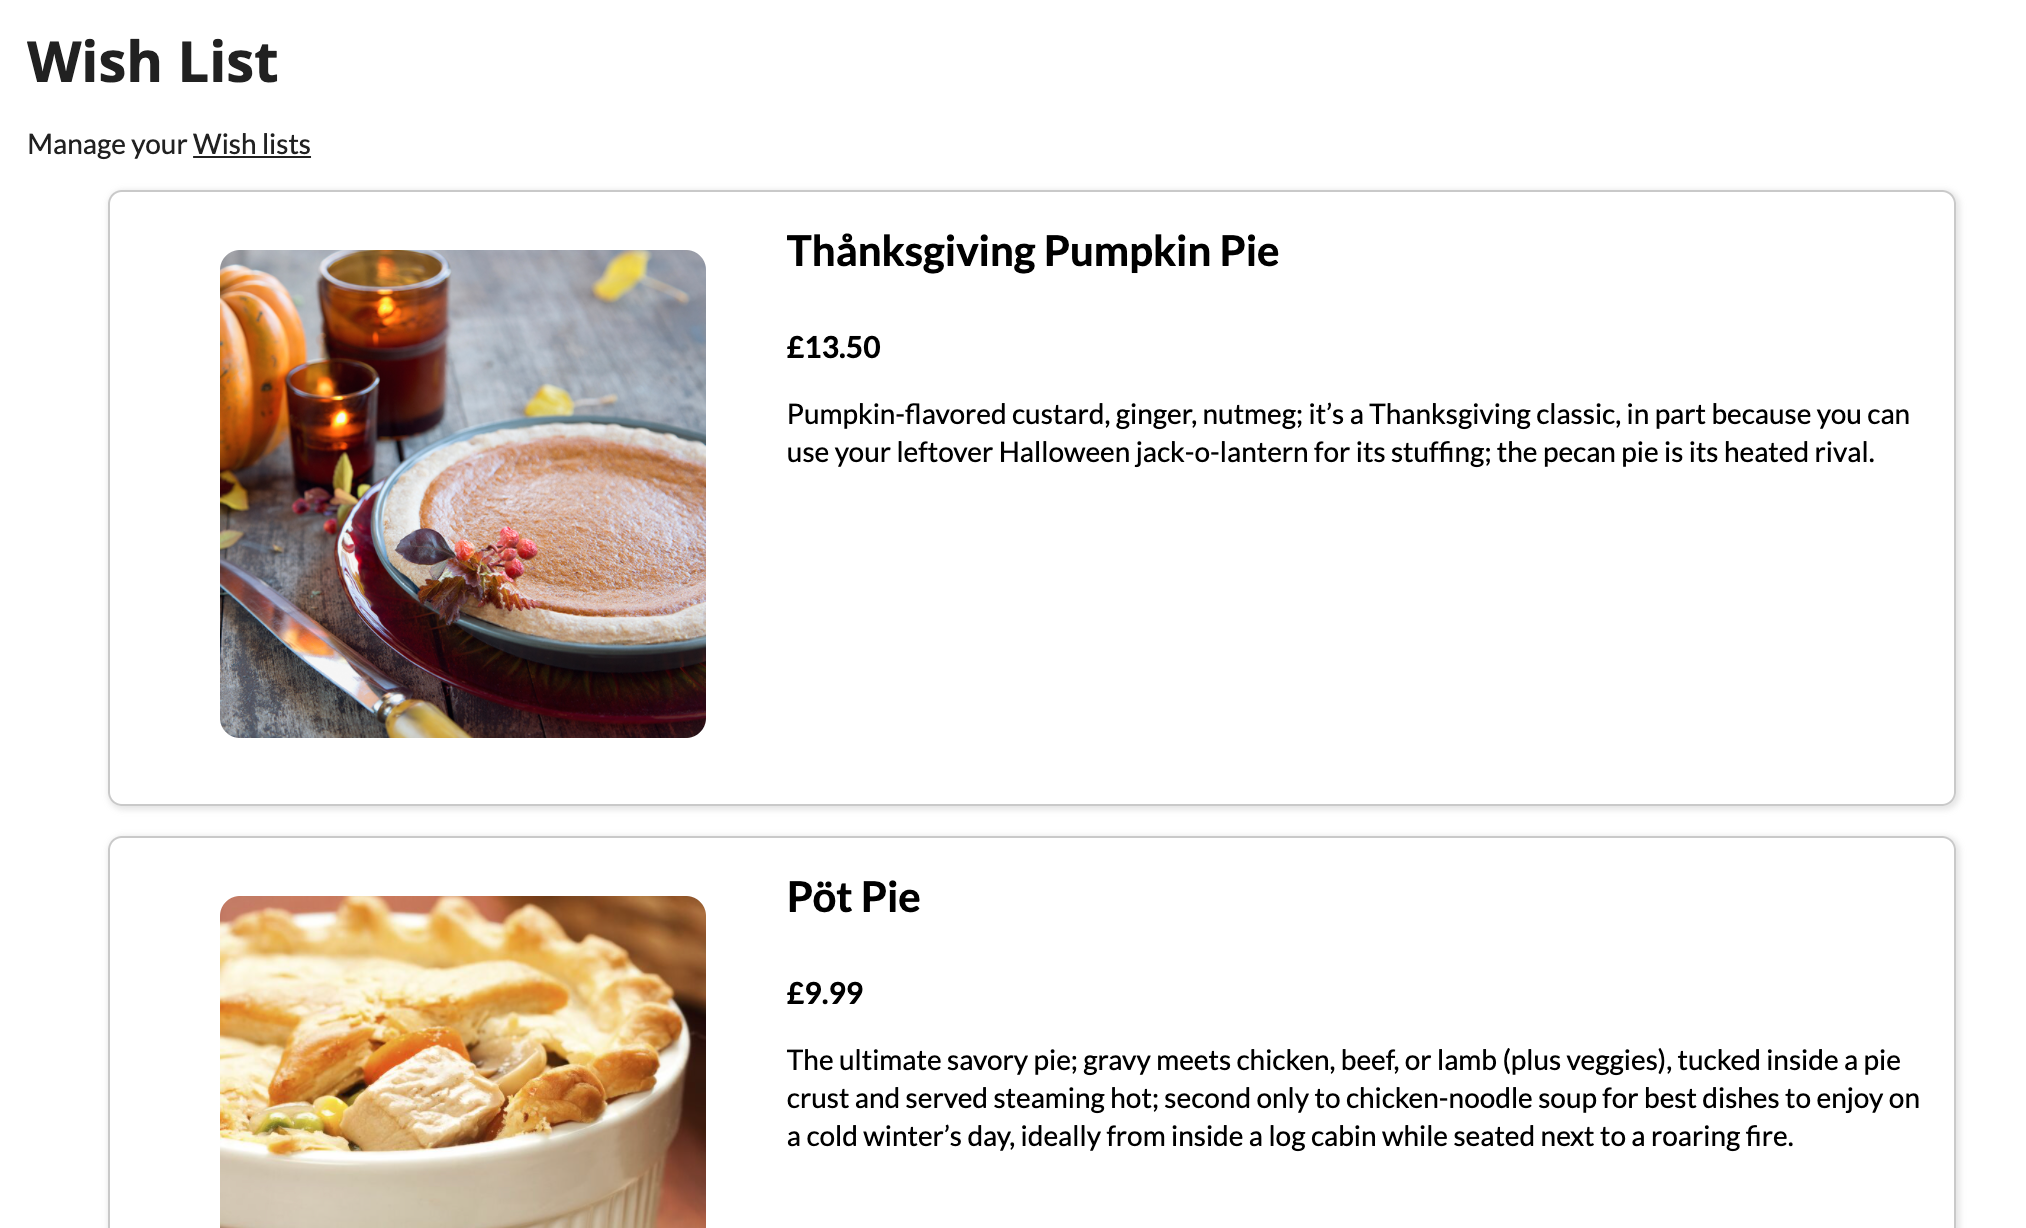 Wish List
Manage your Wish lists
Thånksgiving Pumpkin Pie
£13.50
Pumpkin-flavored custard, ginger, nutmeg; it’s a Thanksgiving classic, in part because you can
use your leftover Halloween jack-o-lantern for its stuffing; the pecan pie is its heated rival.
Pöt Pie
£9.99
The ultimate savory pie; gravy meets chicken, beef, or lamb (plus veggies), tucked inside a pie
crust and served steaming hot; second only to chicken-noodle soup for best dishes to enjoy on
a cold winter’s day, ideally from inside a log cabin while seated next to a roaring fire.